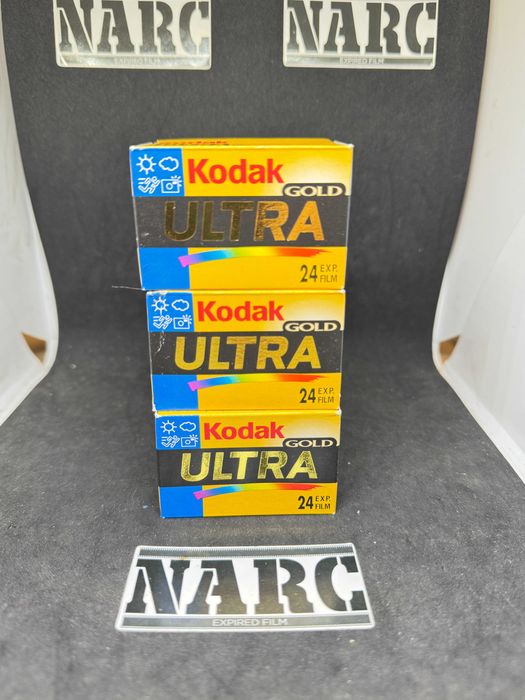 NARC
EXPIRED FILM
NARC
EXPIRED FILM
Kodak
GOLD
ULTRA
24 EXP.
FILM
Kodak
GOLD
ULTRA
24 EXP.
FILM
Kodak
GOLD
ULTRA
24 EXP.
FILM
NARC
EXPIRED FILM